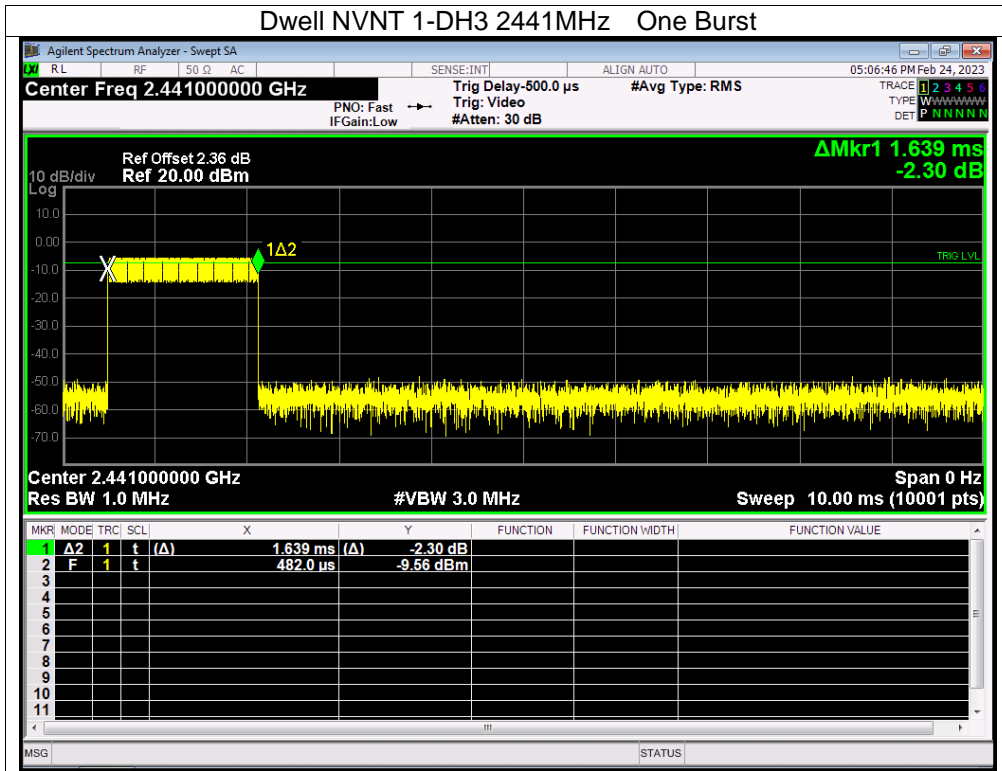 Dwell NVNT 1-DH3 2441MHz One Burst
Agilent Spectrum Analyzer - Swept SA
LXI RL RF 50 Ω AC SENSE:INT ALIGN AUTO 05:06:46 PM Feb 24, 2023
Center Freq 2.441000000 GHz
PNO: Fast
IFGain:Low
Trig Delay-500.0 µs
Trig: Video
#Atten: 30 dB
#Avg Type: RMS
TRACE 1 2 3 4 5 6
TYPE WWWWWW
DET P N N N N N
ΔMkr1 1.639 ms
-2.30 dB
Ref Offset 2.36 dB
10 dB/div Ref 20.00 dBm
Log
10.0
0.00
1Δ2
TRIG LVL
-10.0
-20.0
-30.0
-40.0
-50.0
-60.0
-70.0
Center 2.441000000 GHz Span 0 Hz
Res BW 1.0 MHz #VBW 3.0 MHz Sweep 10.00 ms (10001 pts)
MKR MODE TRC SCL X Y FUNCTION FUNCTION WIDTH FUNCTION VALUE
1 Δ2 1 t (Δ) 1.639 ms (Δ) -2.30 dB
2 F 1 t 482.0 µs -9.56 dBm
3
4
5
6
7
8
9
10
11
MSG STATUS